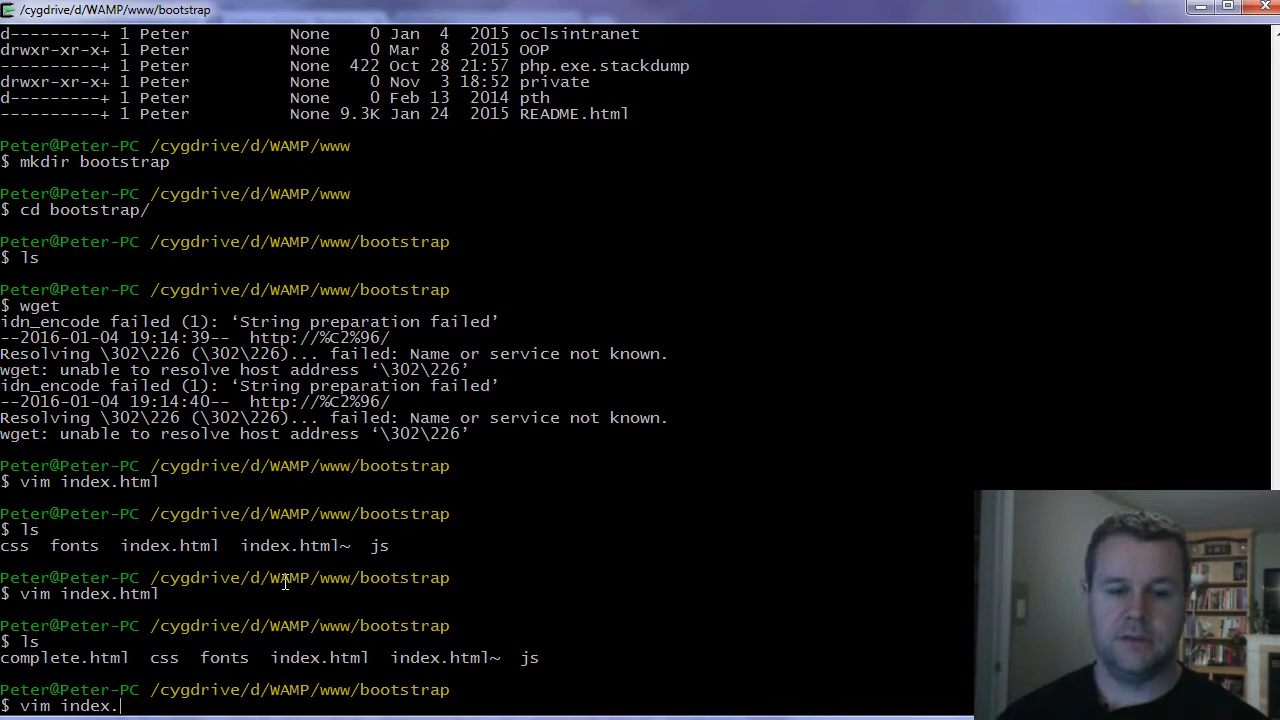 /cygdrive/d/WAMP/www/bootstrap
d---------+ 1 Peter None 0 Jan 4 2015 oclsintranet
drwxr-xr-x+ 1 Peter None 0 Mar 8 2015 OOP
----------+ 1 Peter None 422 Oct 28 21:57 php.exe.stackdump
drwxr-xr-x+ 1 Peter None 0 Nov 3 18:52 private
d---------+ 1 Peter None 0 Feb 13 2014 pth
----------+ 1 Peter None 9.3K Jan 24 2015 README.html
Peter@Peter-PC /cygdrive/d/WAMP/www
$ mkdir bootstrap
Peter@Peter-PC /cygdrive/d/WAMP/www
$ cd bootstrap/
Peter@Peter-PC /cygdrive/d/WAMP/www/bootstrap
$ ls
Peter@Peter-PC /cygdrive/d/WAMP/www/bootstrap
$ wget
idn_encode failed (1): ‘String preparation failed’
--2016-01-04 19:14:39-- http://%c2%96/
Resolving \302\226 (\302\226)... failed: Name or service not known.
wget: unable to resolve host address ‘\302\226’
idn_encode failed (1): ‘String preparation failed’
--2016-01-04 19:14:40-- http://%c2%96/
Resolving \302\226 (\302\226)... failed: Name or service not known.
wget: unable to resolve host address ‘\302\226’
Peter@Peter-PC /cygdrive/d/WAMP/www/bootstrap
$ vim index.html
Peter@Peter-PC /cygdrive/d/WAMP/www/bootstrap
$ ls
css fonts index.html index.html~ js
Peter@Peter-PC /cygdrive/d/WAMP/www/bootstrap
$ vim index.html
Peter@Peter-PC /cygdrive/d/WAMP/www/bootstrap
$ ls
complete.html css fonts index.html index.html~ js
Peter@Peter-PC /cygdrive/d/WAMP/www/bootstrap
$ vim index.